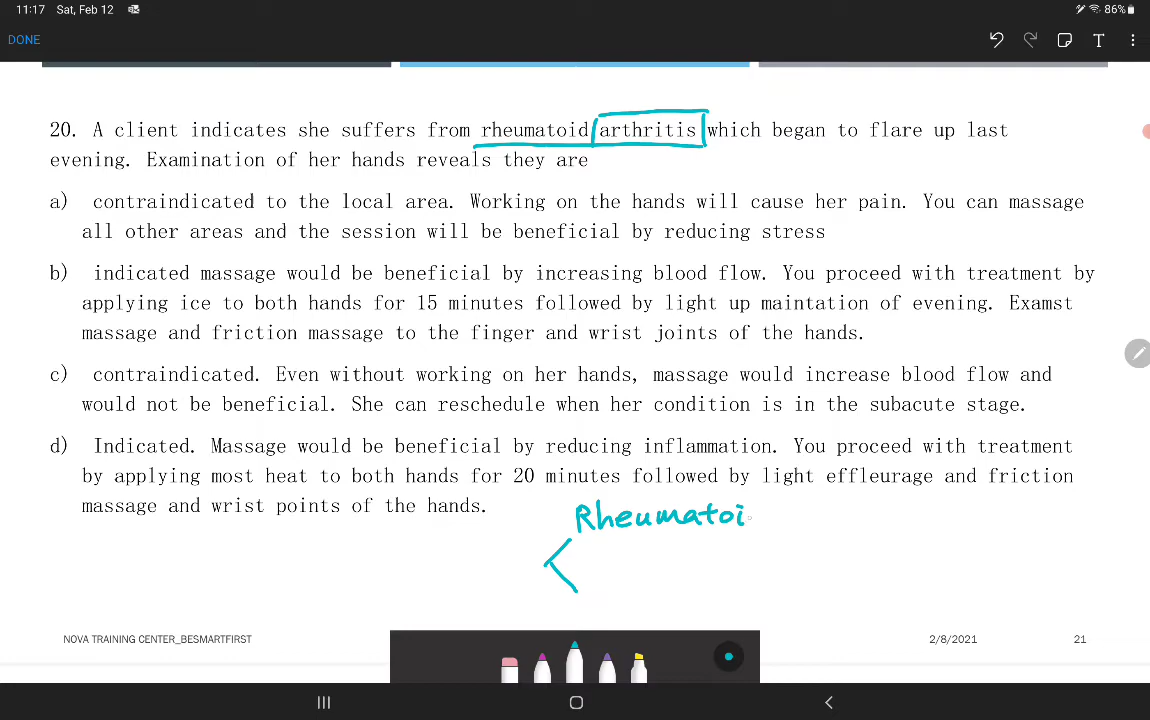 11:17 Sat, Feb 12 86%
DONE T
20. A client indicates she suffers from rheumatoid arthritis which began to flare up last
evening. Examination of her hands reveals they are
a) contraindicated to the local area. Working on the hands will cause her pain. You can massage
all other areas and the session will be beneficial by reducing stress
b) indicated massage would be beneficial by increasing blood flow. You proceed with treatment by
applying ice to both hands for 15 minutes followed by light up maintation of evening. Examst
massage and friction massage to the finger and wrist joints of the hands.
c) contraindicated. Even without working on her hands, massage would increase blood flow and
would not be beneficial. She can reschedule when her condition is in the subacute stage.
d) Indicated. Massage would be beneficial by reducing inflammation. You proceed with treatment
by applying most heat to both hands for 20 minutes followed by light effleurage and friction
massage and wrist points of the hands.
Rheumatoi
NOVA TRAINING CENTER_BESMARTFIRST 2/8/2021 21